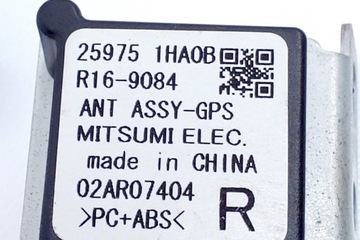 25975 1HA0B
R16-9084
ANT ASSY-GPS
MITSUMI ELEC.
made in CHINA
02AR07404
>PC+ABS<
R